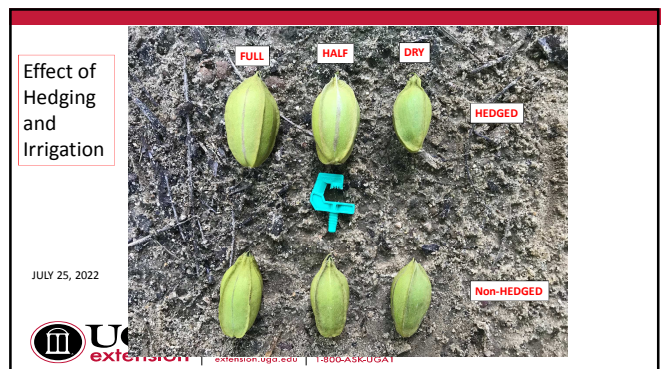 Effect of
Hedging
and
Irrigation
FULL
HALF
DRY
HEDGED
Non-HEDGED
JULY 25, 2022
extension
extension.uga.edu | 1-800-ASK-UGA1